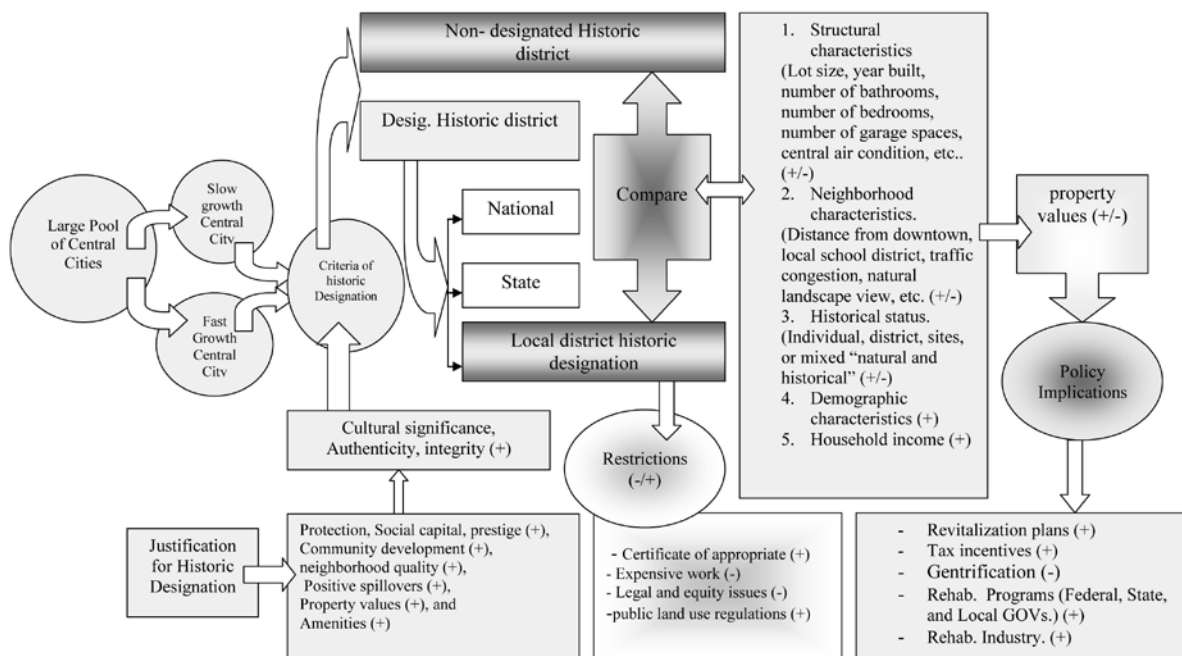 Non- designated Historic
district
Desig. Historic district
National
State
Local district historic
designation
Large Pool
of Central
Cities
Slow
growth
Central
City
Fast
Growth
Central
City
Criteria of
historic
Designation
Cultural significance,
Authenticity, integrity (+)
Justification
for Historic
Designation
Protection, Social capital, prestige (+),
Community development (+),
neighborhood quality (+),
Positive spillovers (+),
Property values (+), and
Amenities (+)
Compare
Restrictions
(-/+)
- Certificate of appropriate (+)
- Expensive work (-)
- Legal and equity issues (-)
-public land use regulations (+)
1. Structural
characteristics
(Lot size, year built,
number of bathrooms,
number of bedrooms,
number of garage spaces,
central air condition, etc..
(+/-)
2. Neighborhood
characteristics.
(Distance from downtown,
local school district, traffic
congestion, natural
landscape view, etc. (+/-)
3. Historical status.
(Individual, district, sites,
or mixed “natural and
historical” (+/-)
4. Demographic
characteristics (+)
5. Household income (+)
property
values (+/-)
Policy
Implications
- Revitalization plans (+)
- Tax incentives (+)
- Gentrification (-)
- Rehab. Programs (Federal, State,
and Local GOVs.) (+)
- Rehab. Industry. (+)